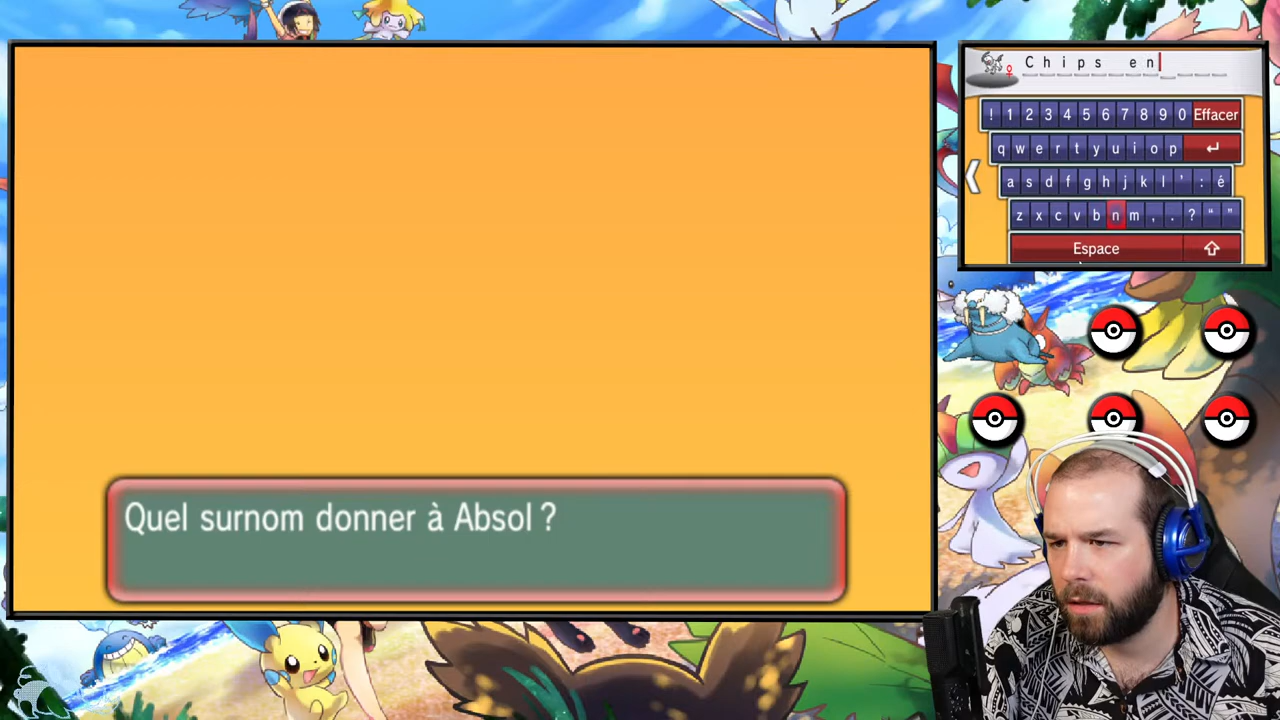 Chips en
! 1 2 3 4 5 6 7 8 9 0 Effacer
q w e r t y u i o p ↵
a s d f g h j k l ' : é
z x c v b n m , . ? “ ”
Espace
Quel surnom donner à Absol ?